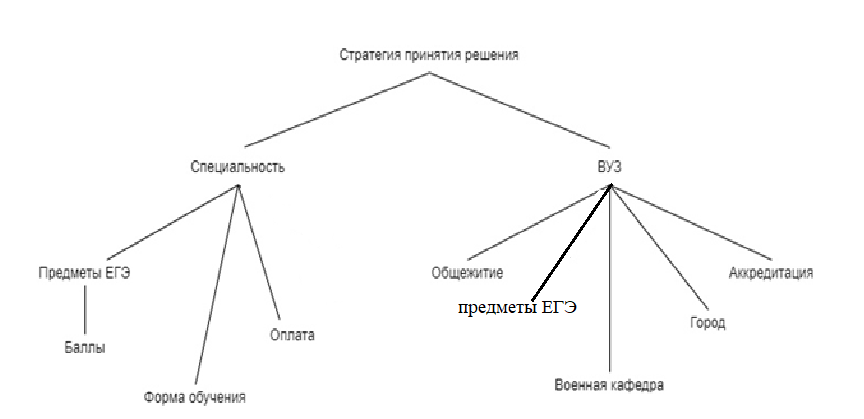 Стратегия принятия решения
Специальность
ВУЗ
Предметы ЕГЭ
Баллы
Форма обучения
Оплата
Общежитие
предметы ЕГЭ
Военная кафедра
Город
Аккредитация